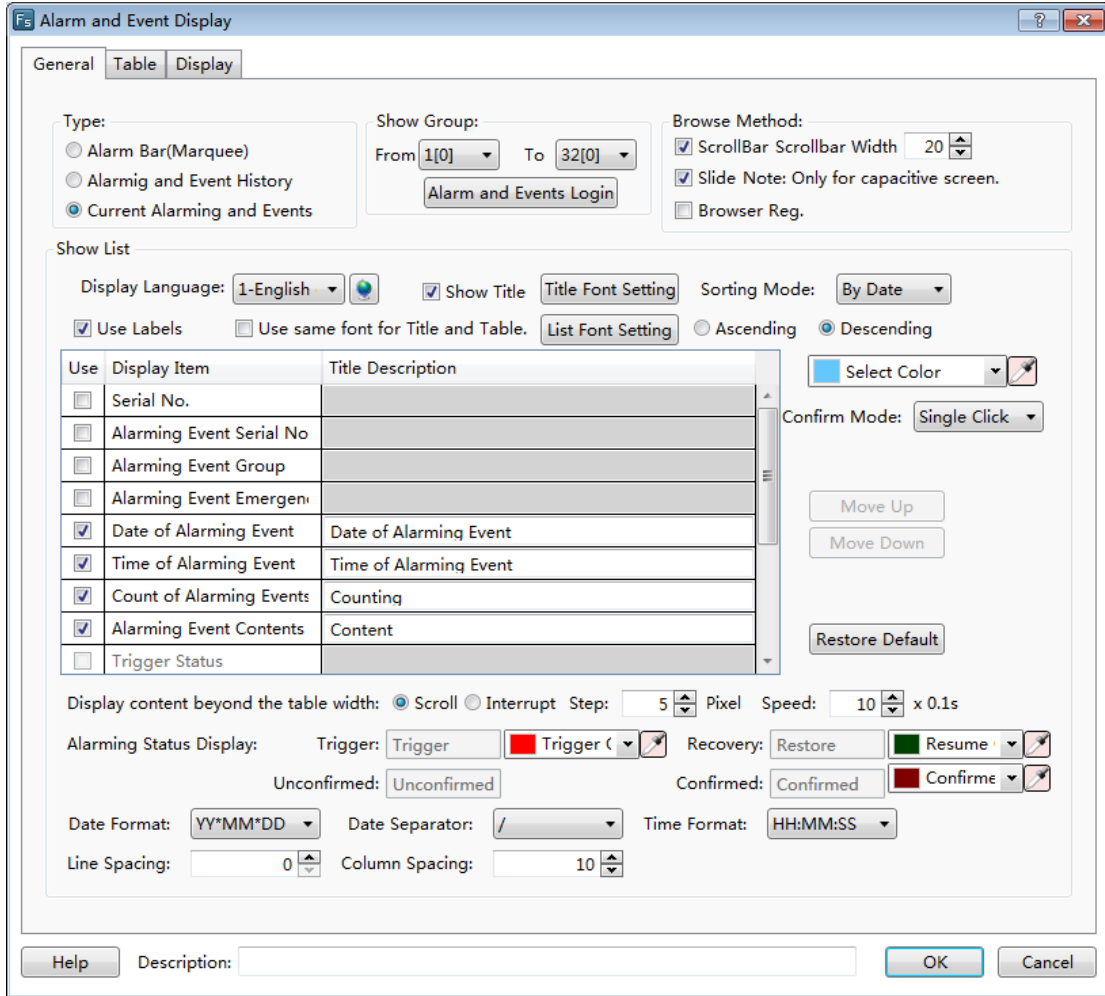 Fs Alarm and Event Display
General Table Display
Type:
Alarm Bar(Marquee)
Alarmig and Event History
Current Alarming and Events
Show Group:
From 1[0] To 32[0]
Alarm and Events Login
Browse Method:
ScrollBar Scrollbar Width 20
Slide Note: Only for capacitive screen.
Browser Reg.
Show List
Display Language: 1-English Show Title Title Font Setting Sorting Mode: By Date
Use Labels Use same font for Title and Table. List Font Setting Ascending Descending
Use Display Item Title Description
Select Color
Serial No.
Confirm Mode: Single Click
Alarming Event Serial No
Alarming Event Group
Alarming Event Emergen
Move Up
Date of Alarming Event Date of Alarming Event
Move Down
Time of Alarming Event Time of Alarming Event
Count of Alarming Events Counting
Alarming Event Contents Content
Restore Default
Trigger Status
Display content beyond the table width: Scroll Interrupt Step: 5 Pixel Speed: 10 x 0.1s
Alarming Status Display: Trigger: Trigger Trigger ( Recovery: Restore Resume
Unconfirmed: Unconfirmed Confirmed: Confirmed Confirme
Date Format: YY*MM*DD Date Separator: / Time Format: HH:MM:SS
Line Spacing: 0 Column Spacing: 10
Help Description: OK Cancel